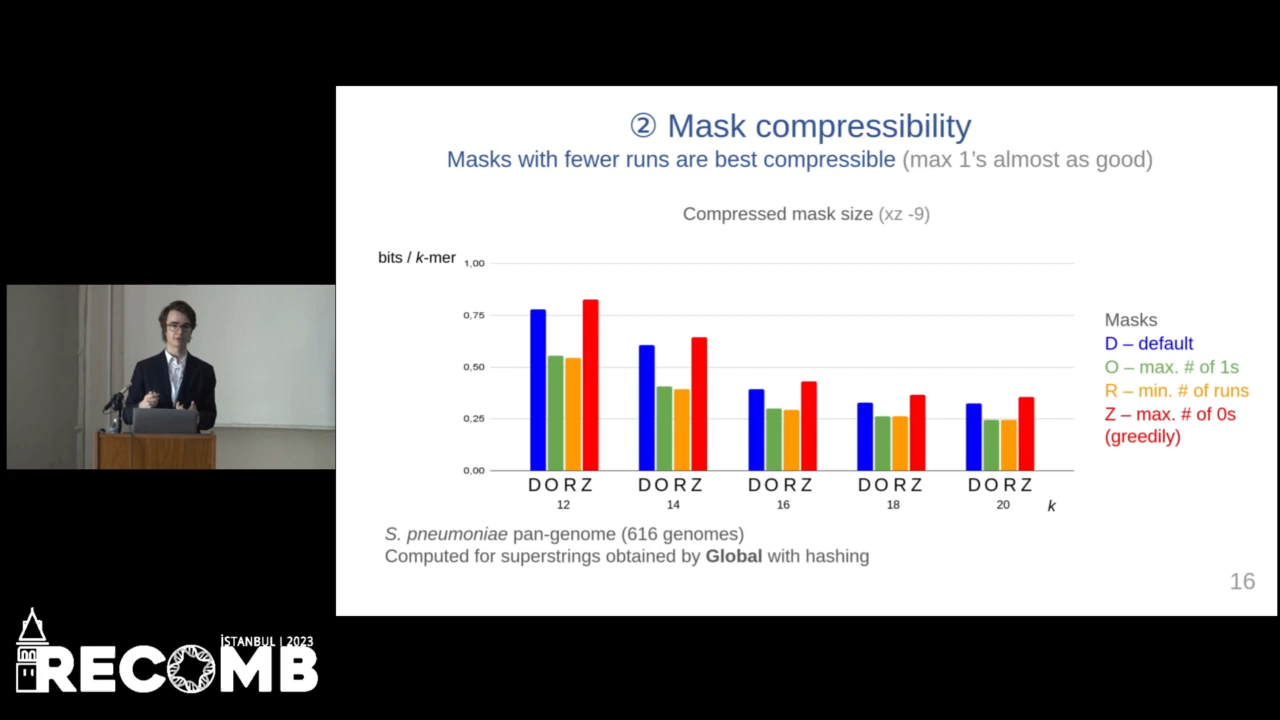 ② Mask compressibility
Masks with fewer runs are best compressible (max 1's almost as good)
Compressed mask size (xz -9)
bits / k-mer
1,00
0,75
0,50
0,25
0,00
D O R Z D O R Z D O R Z D O R Z D O R Z
12 14 16 18 20 k
Masks
D – default
O – max. # of 1s
R – min. # of runs
Z – max. # of 0s
(greedily)
S. pneumoniae pan-genome (616 genomes)
Computed for superstrings obtained by Global with hashing
16
İSTANBUL | 2023
RECOMB